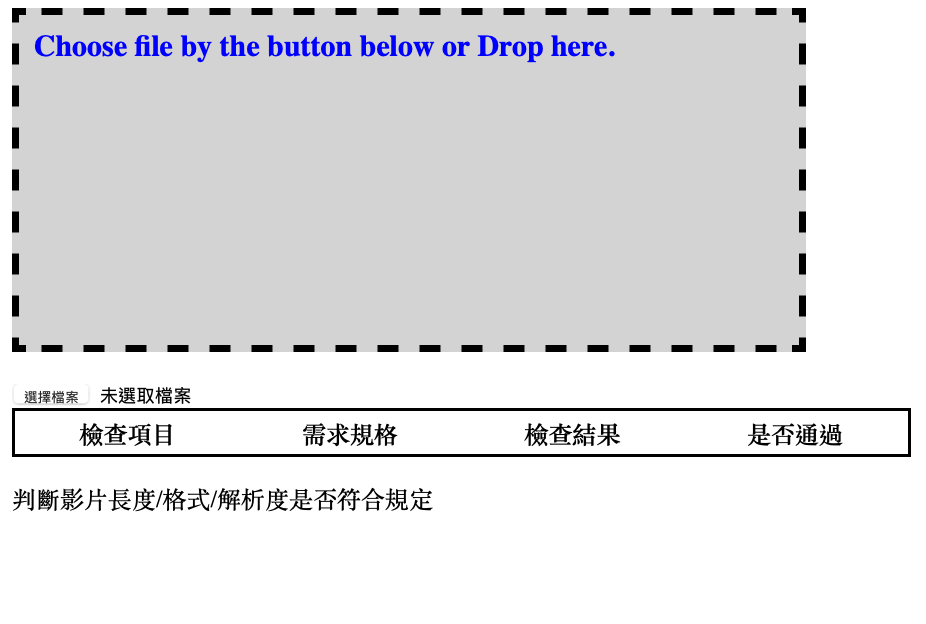 Choose file by the button below or Drop here.
選擇檔案 未選取檔案
檢查項目 需求規格 檢查結果 是否通過
判斷影片長度/格式/解析度是否符合規定